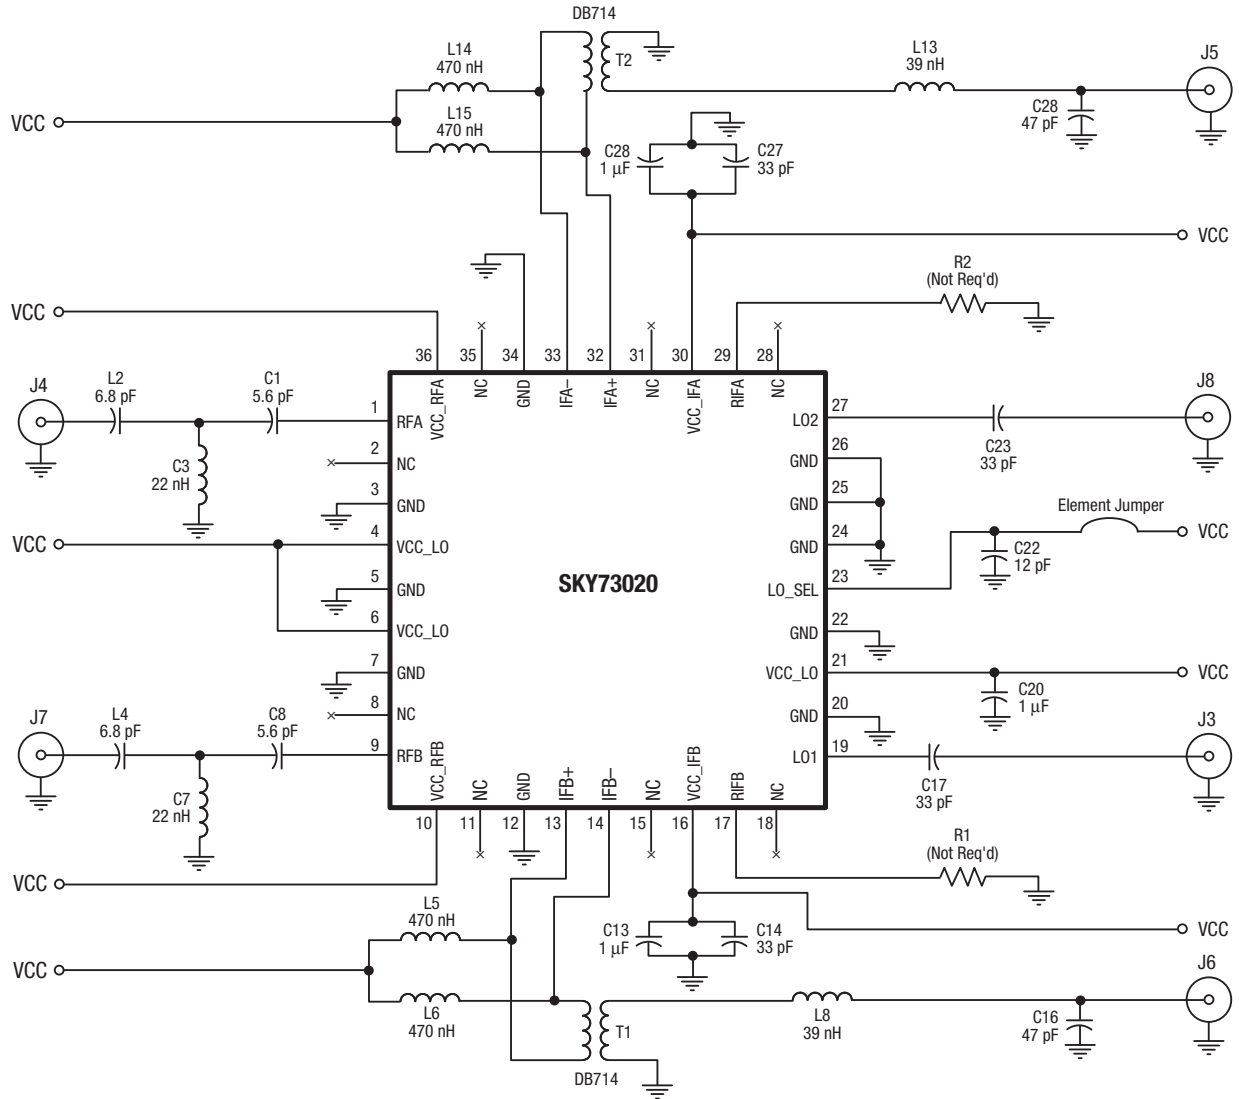 DB714
T2
L14
470 nH
L13
39 nH
J5
L15
470 nH
C28
47 pF
VCC
C28
1 μF
C27
33 pF
VCC
R2
(Not Req'd)
VCC
36
35
34
33
32
31
30
29
28
VCC_RFA
NC
GND
IFA–
IFA+
NC
VCC_IFA
RIFA
NC
J4
L2
6.8 pF
C1
5.6 pF
C3
22 nH
1
RFA
2
NC
3
GND
VCC
4
VCC_LO
5
GND
6
VCC_LO
7
GND
8
NC
9
RFB
J7
L4
6.8 pF
C8
5.6 pF
C7
22 nH
SKY73020
27
LO2
C23
33 pF
J8
26
GND
25
GND
24
GND
Element Jumper
VCC
C22
12 pF
23
LO_SEL
22
GND
21
VCC_LO
VCC
C20
1 μF
20
GND
19
LO1
C17
33 pF
J3
VCC_RFB
NC
GND
IFB+
IFB–
NC
VCC_IFB
RIFB
NC
10
11
12
13
14
15
16
17
18
R1
(Not Req'd)
VCC
L5
470 nH
C13
1 μF
C14
33 pF
VCC
VCC
L6
470 nH
T1
DB714
L8
39 nH
C16
47 pF
J6